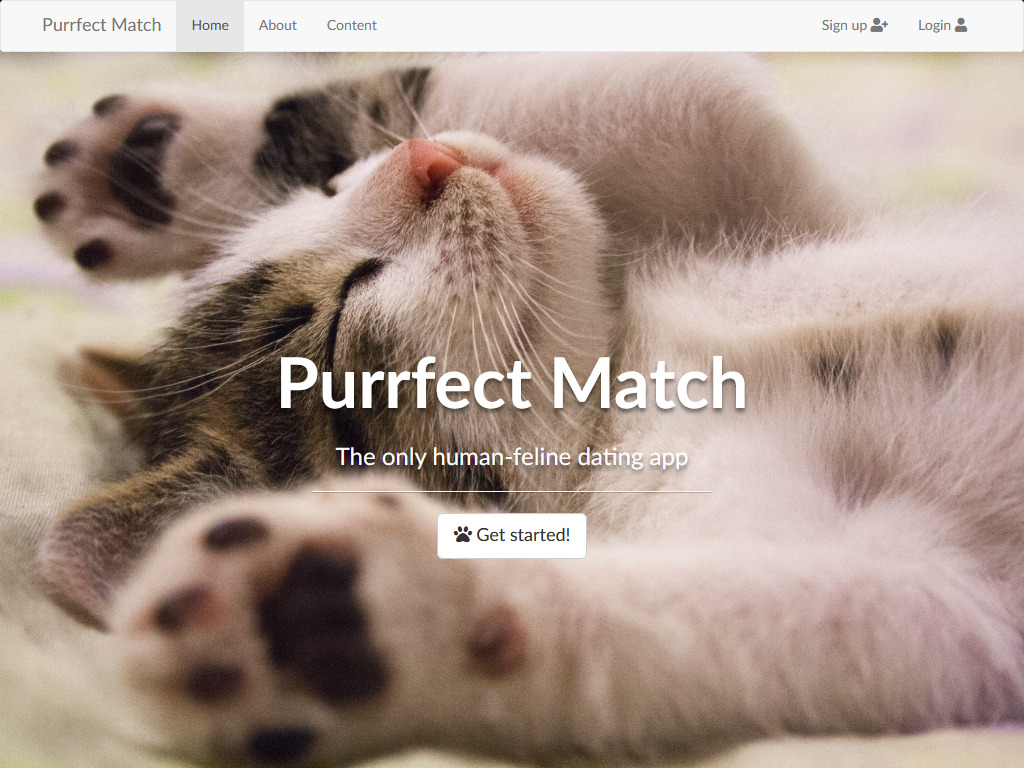 Purrfect Match Home About Content Sign up Login
Purrfect Match
The only human-feline dating app
Get started!